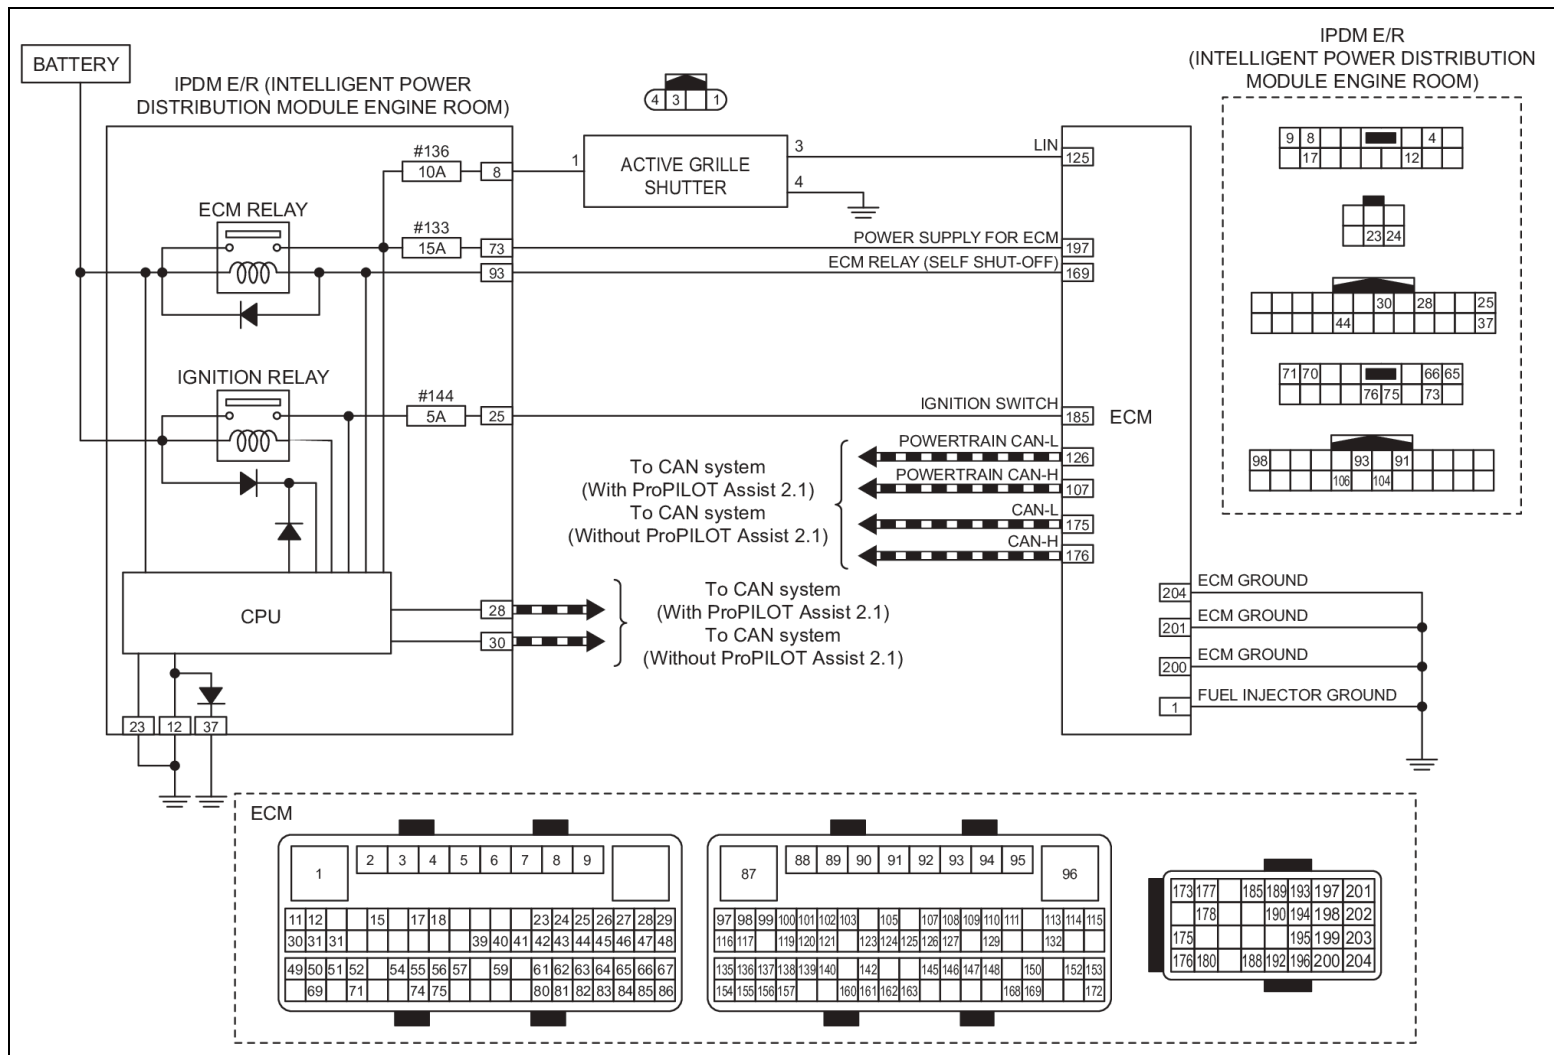 BATTERY
IPDM E/R (INTELLIGENT POWER
DISTRIBUTION MODULE ENGINE ROOM)
IPDM E/R
(INTELLIGENT POWER DISTRIBUTION
MODULE ENGINE ROOM)
4 3 1
#136
10A
8
1
ACTIVE GRILLE
SHUTTER
3
4
LIN
125
ECM RELAY
#133
15A
73
POWER SUPPLY FOR ECM
197
93
ECM RELAY (SELF SHUT-OFF)
169
IGNITION RELAY
#144
5A
25
IGNITION SWITCH
185
ECM
To CAN system
(With ProPILOT Assist 2.1)
To CAN system
(Without ProPILOT Assist 2.1)
POWERTRAIN CAN-L
126
POWERTRAIN CAN-H
107
CAN-L
175
CAN-H
176
CPU
28
30
To CAN system
(With ProPILOT Assist 2.1)
To CAN system
(Without ProPILOT Assist 2.1)
204
ECM GROUND
201
ECM GROUND
200
ECM GROUND
1
FUEL INJECTOR GROUND
23 12 37
9 8 4
17 12
23 24
30 28 25
44 37
71 70 66 65
76 75 73
98 93 91
106 104
ECM
1 2 3 4 5 6 7 8 9
11 12 15 17 18 23 24 25 26 27 28 29
30 31 31 39 40 41 42 43 44 45 46 47 48
49 50 51 52 54 55 56 57 59 61 62 63 64 65 66 67
69 71 74 75 80 81 82 83 84 85 86
87 88 89 90 91 92 93 94 95 96
97 98 99 100 101 102 103 105 107 108 109 110 111 113 114 115
116 117 119 120 121 123 124 125 126 127 129 132
135 136 137 138 139 140 142 145 146 147 148 150 152 153
154 155 156 157 160 161 162 163 168 169 172
173 177 185 189 193 197 201
178 190 194 198 202
175 195 199 203
176 180 188 192 196 200 204